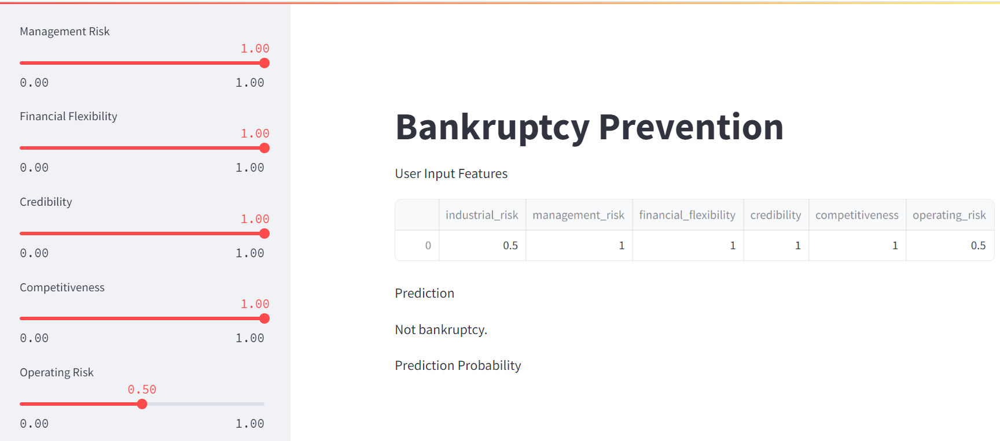 Management Risk
1.00
0.00 1.00
Financial Flexibility
1.00
0.00 1.00
Credibility
1.00
0.00 1.00
Competitiveness
1.00
0.00 1.00
Operating Risk
0.50
0.00 1.00
Bankruptcy Prevention
User Input Features
industrial_risk management_risk financial_flexibility credibility competitiveness operating_risk
0 0.5 1 1 1 1 0.5
Prediction
Not bankruptcy.
Prediction Probability